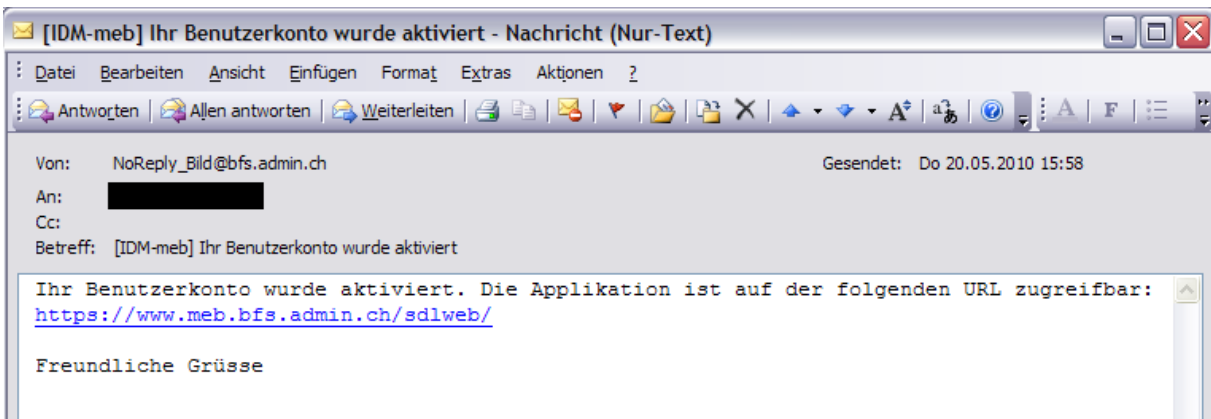 [IDM-meb] Ihr Benutzerkonto wurde aktiviert - Nachricht (Nur-Text)
Datei Bearbeiten Ansicht Einfügen Format Extras Aktionen ?
Antworten Allen antworten Weiterleiten A F
Von: NoReply_Bild@bfs.admin.ch Gesendet: Do 20.05.2010 15:58
An:
Cc:
Betreff: [IDM-meb] Ihr Benutzerkonto wurde aktiviert
Ihr Benutzerkonto wurde aktiviert. Die Applikation ist auf der folgenden URL zugreifbar:
https://www.meb.bfs.admin.ch/sdlweb/
Freundliche Grüsse